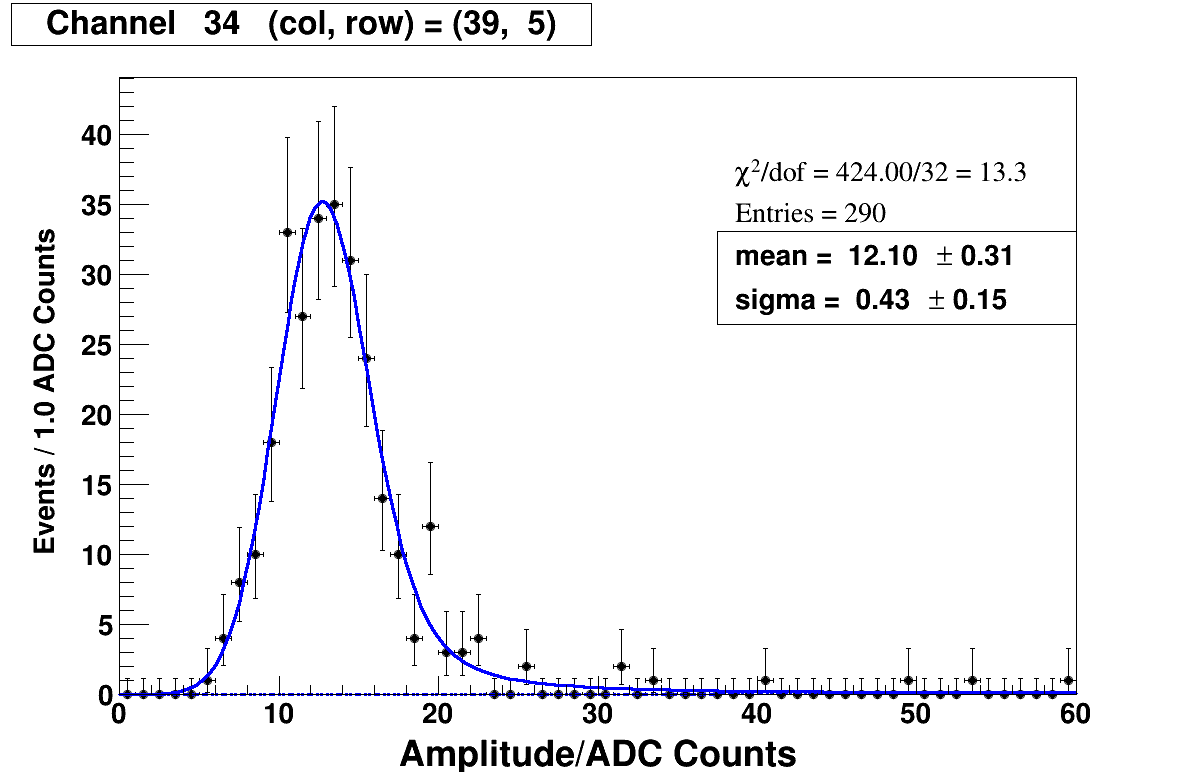 Channel 34 (col, row) = (39, 5)
χ²/dof = 424.00/32 = 13.3
Entries = 290
mean = 12.10 ± 0.31
sigma = 0.43 ± 0.15
Events / 1.0 ADC Counts
40
35
30
25
20
15
10
5
0
0 10 20 30 40 50 60
Amplitude/ADC Counts